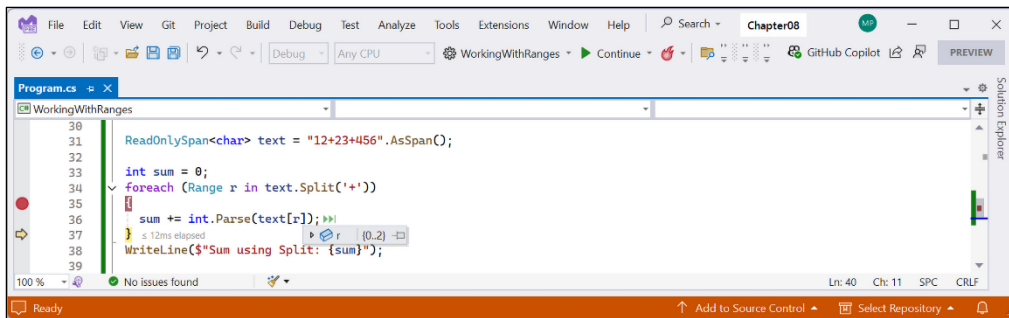 File Edit View Git Project Build Debug Test Analyze Tools Extensions Window Help Search Chapter08 MP
Debug Any CPU WorkingWithRanges Continue GitHub Copilot PREVIEW
Program.cs
Solution Explorer
C# WorkingWithRanges
30
31 ReadOnlySpan<char> text = "12+23+456".AsSpan();
32
33 int sum = 0;
34 foreach (Range r in text.Split('+'))
35 {
36 sum += int.Parse(text[r]);
37 } ≤ 12ms elapsed r {0..2}
38 WriteLine($"Sum using Split: {sum}");
39
100 % No issues found Ln: 40 Ch: 11 SPC CRLF
Ready Add to Source Control Select Repository